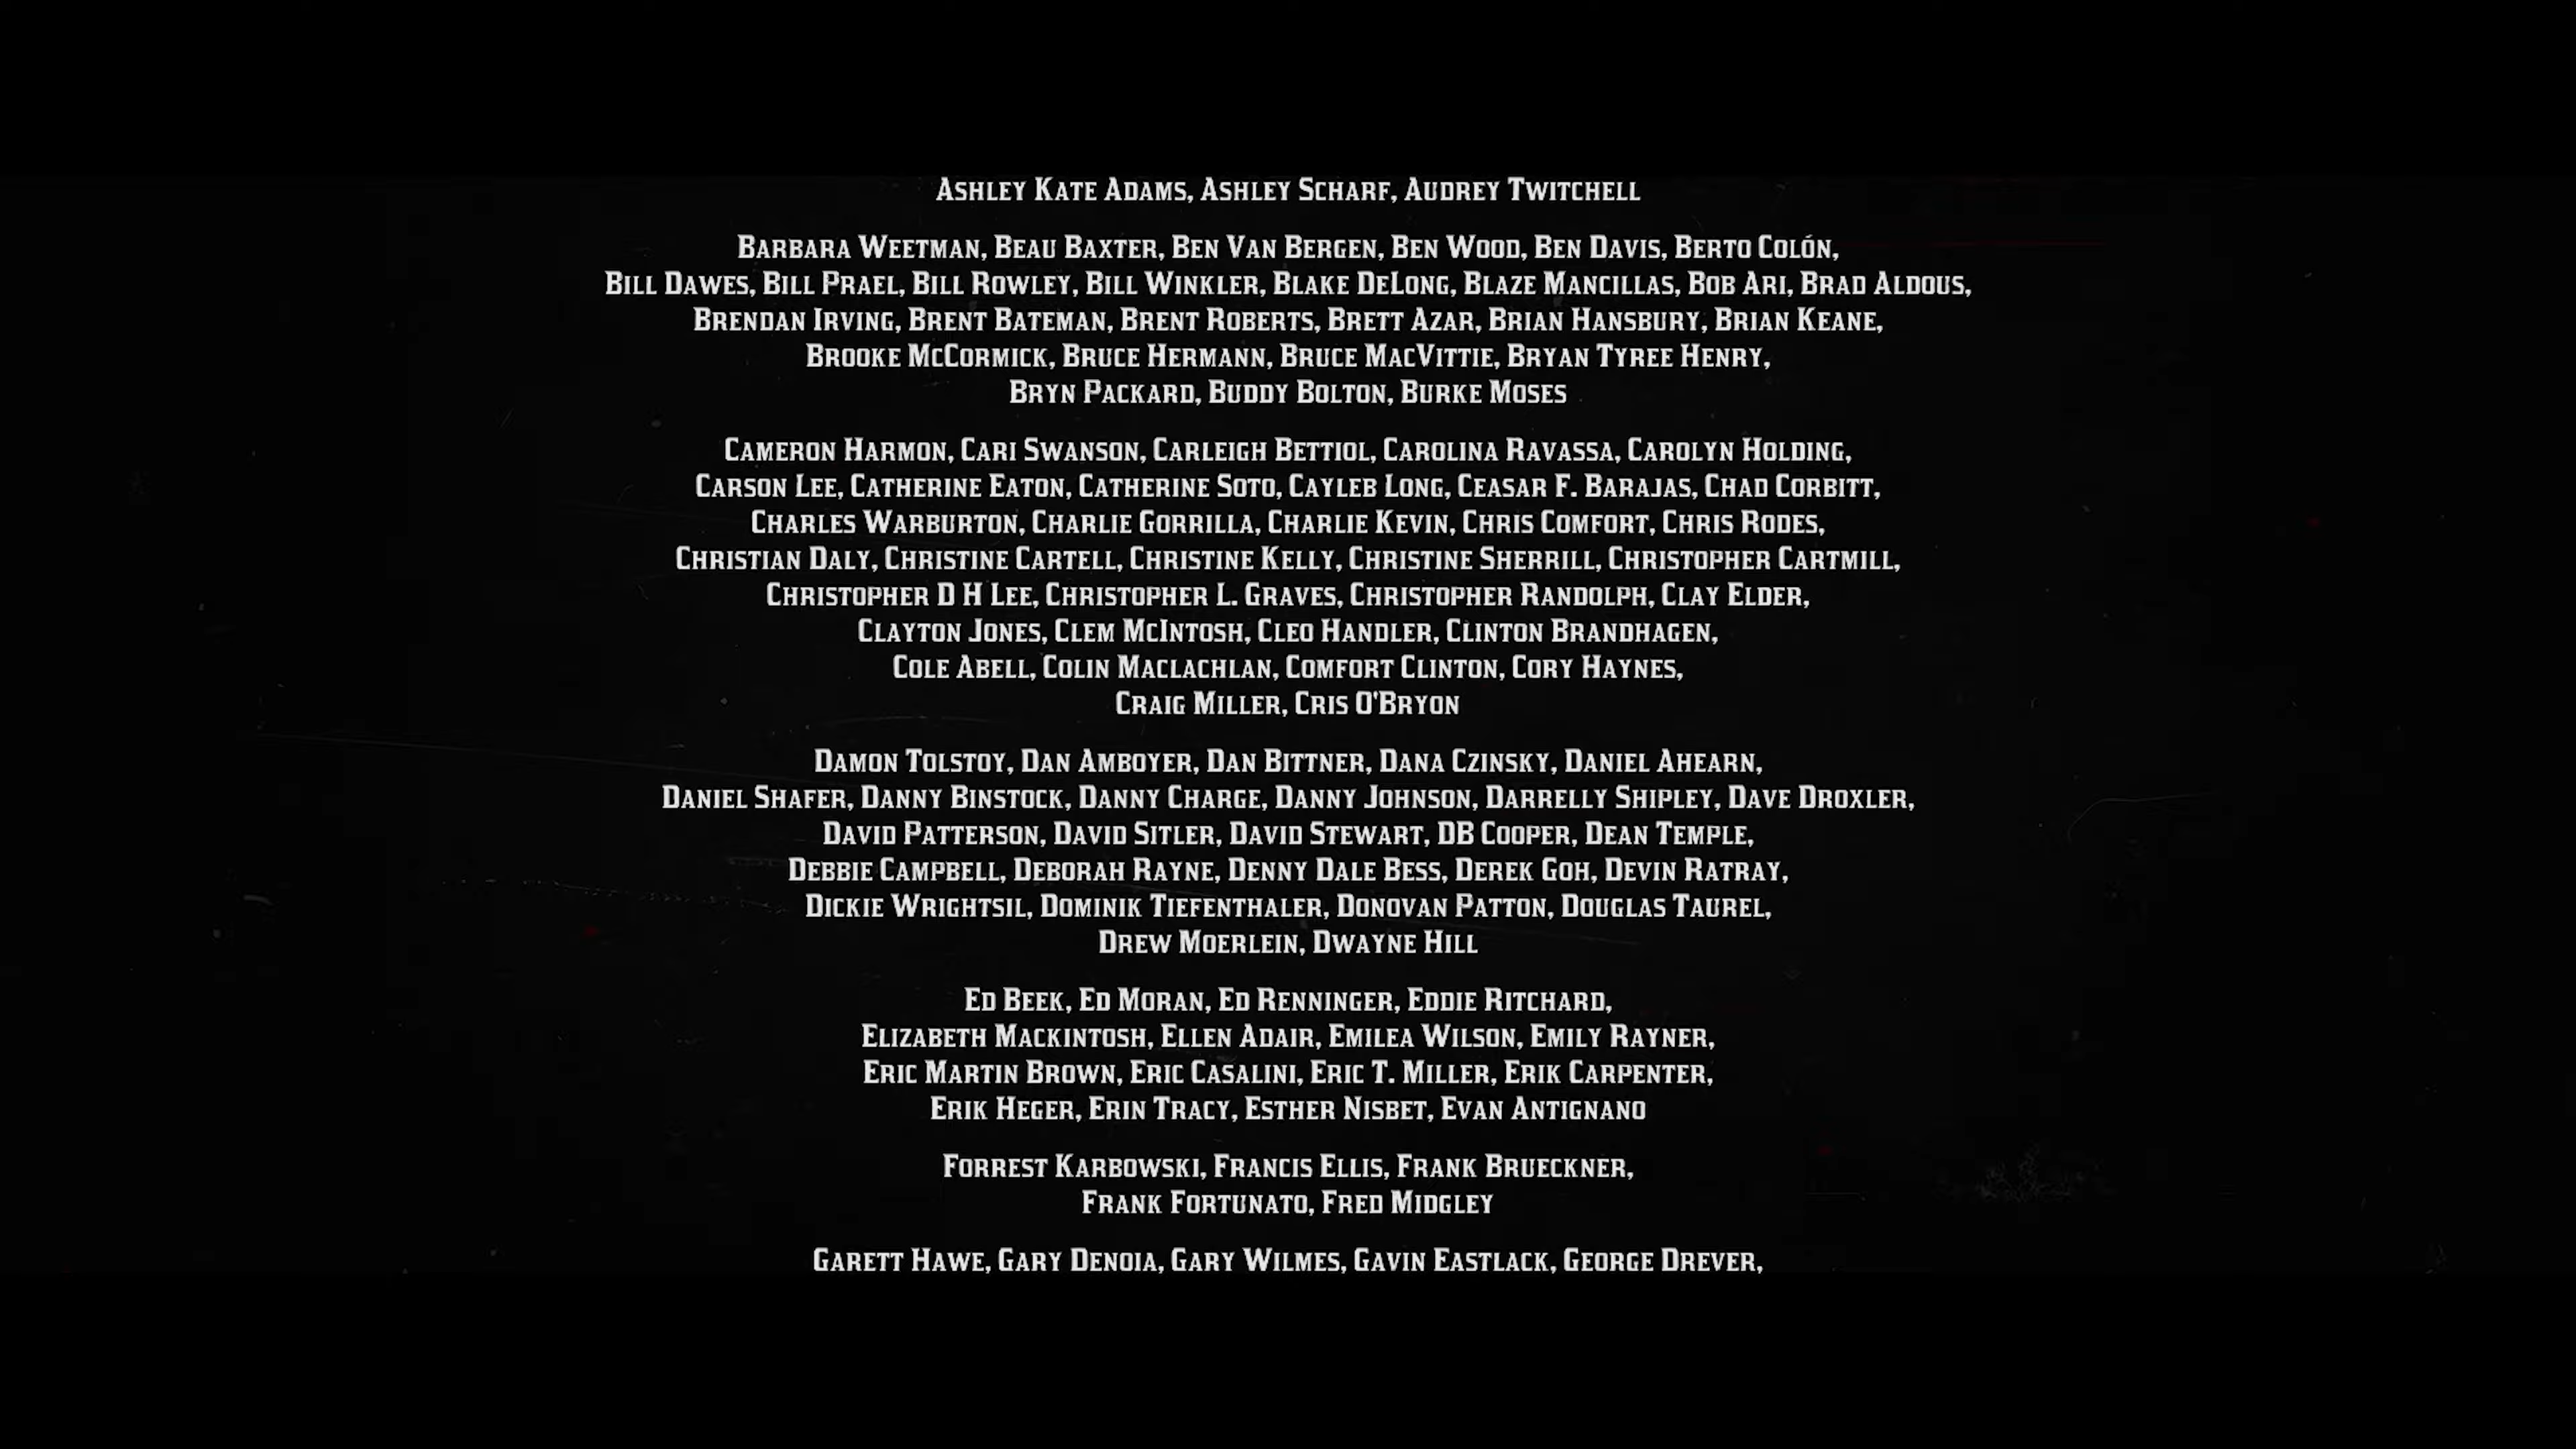 Ashley Kate Adams, Ashley Scharf, Audrey Twitchell
Barbara Weetman, Beau Baxter, Ben Van Bergen, Ben Wood, Ben Davis, Berto Colón,
Bill Dawes, Bill Prael, Bill Rowley, Bill Winkler, Blake DeLong, Blaze Mancillas, Bob Ari, Brad Aldous,
Brendan Irving, Brent Bateman, Brent Roberts, Brett Azar, Brian Hansbury, Brian Keane,
Brooke McCormick, Bruce Hermann, Bruce MacVittie, Bryan Tyree Henry,
Bryn Packard, Buddy Bolton, Burke Moses
Cameron Harmon, Cari Swanson, Carleigh Bettiol, Carolina Ravassa, Carolyn Holding,
Carson Lee, Catherine Eaton, Catherine Soto, Cayleb Long, Ceasar F. Barajas, Chad Corbitt,
Charles Warburton, Charlie Gorrilla, Charlie Kevin, Chris Comfort, Chris Rodes,
Christian Daly, Christine Cartell, Christine Kelly, Christine Sherrill, Christopher Cartmill,
Christopher D H Lee, Christopher L. Graves, Christopher Randolph, Clay Elder,
Clayton Jones, Clem McIntosh, Cleo Handler, Clinton Brandhagen,
Cole Abell, Colin Maclachlan, Comfort Clinton, Cory Haynes,
Craig Miller, Cris O'Bryon
Damon Tolstoy, Dan Amboyer, Dan Bittner, Dana Czinsky, Daniel Ahearn,
Daniel Shafer, Danny Binstock, Danny Charge, Danny Johnson, Darrelly Shipley, Dave Droxler,
David Patterson, David Sitler, David Stewart, DB Cooper, Dean Temple,
Debbie Campbell, Deborah Rayne, Denny Dale Bess, Derek Goh, Devin Ratray,
Dickie Wrightsil, Dominik Tiefenthaler, Donovan Patton, Douglas Taurel,
Drew Moerlein, Dwayne Hill
Ed Beek, Ed Moran, Ed Renninger, Eddie Ritchard,
Elizabeth Mackintosh, Ellen Adair, Emilea Wilson, Emily Rayner,
Eric Martin Brown, Eric Casalini, Eric T. Miller, Erik Carpenter,
Erik Heger, Erin Tracy, Esther Nisbet, Evan Antignano
Forrest Karbowski, Francis Ellis, Frank Brueckner,
Frank Fortunato, Fred Midgley
Garett Hawe, Gary Denoia, Gary Wilmes, Gavin Eastlack, George Drever,